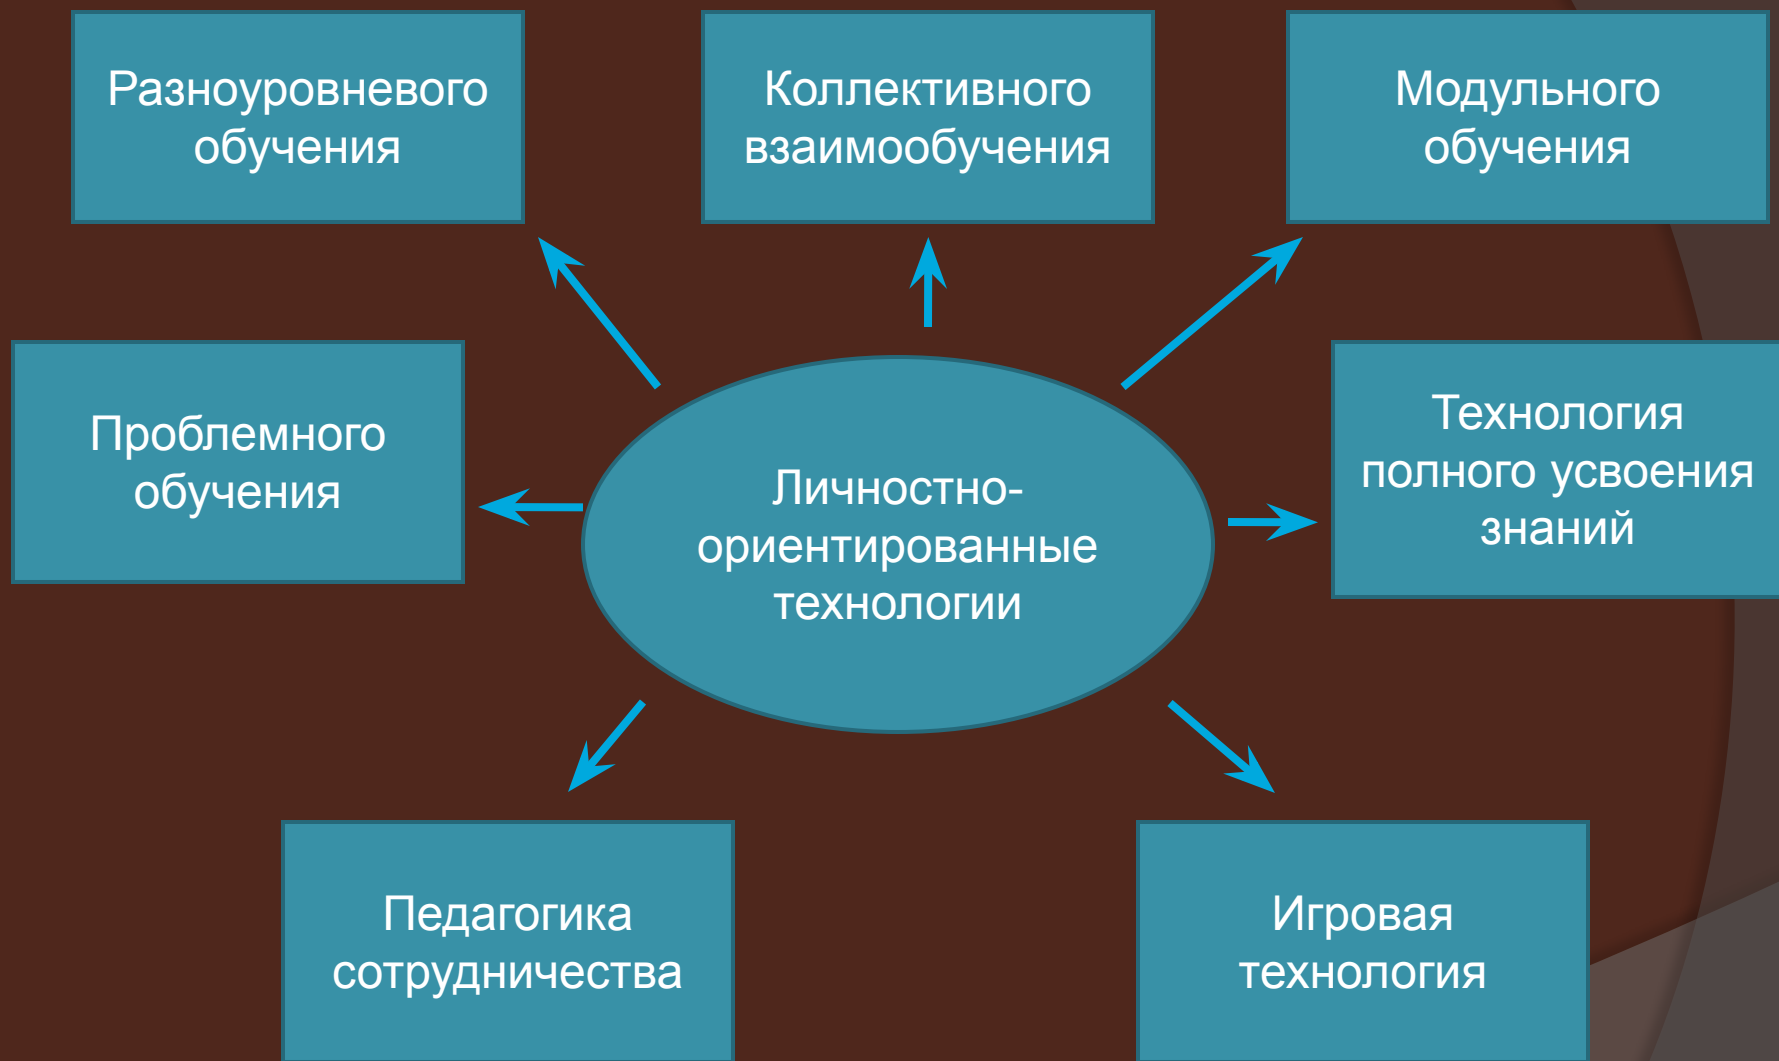 Разноуровневого
обучения
Коллективного
взаимообучения
Модульного
обучения
Проблемного
обучения
Личностно-
ориентированные
технологии
Технология
полного усвоения
знаний
Педагогика
сотрудничества
Игровая
технология